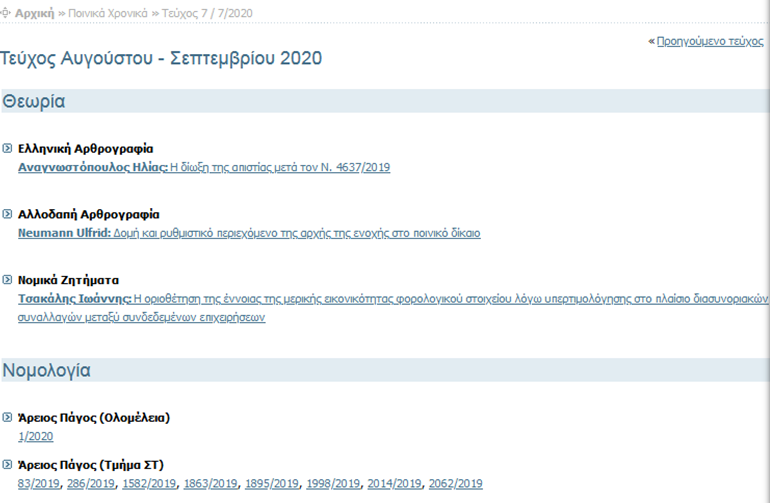 Αρχική » Ποινικά Χρονικά » Τεύχος 7 / 7/2020
« Προηγούμενο τεύχος
Τεύχος Αυγούστου - Σεπτεμβρίου 2020
Θεωρία
Ελληνική Αρθρογραφία
Αναγνωστόπουλος Ηλίας: Η δίωξη της απιστίας μετά τον Ν. 4637/2019
Αλλοδαπή Αρθρογραφία
Neumann Ulfrid: Δομή και ρυθμιστικό περιεχόμενο της αρχής της ενοχής στο ποινικό δίκαιο
Νομικά Ζητήματα
Τσακάλης Ιωάννης: Η οριοθέτηση της έννοιας της μερικής εικονικότητας φορολογικού στοιχείου λόγω υπερτιμολόγησης στο πλαίσιο διασυνοριακών
συναλλαγών μεταξύ συνδεδεμένων επιχειρήσεων
Νομολογία
Άρειος Πάγος (Ολομέλεια)
1/2020
Άρειος Πάγος (Τμήμα ΣΤ)
83/2019, 286/2019, 1582/2019, 1863/2019, 1895/2019, 1998/2019, 2014/2019, 2062/2019